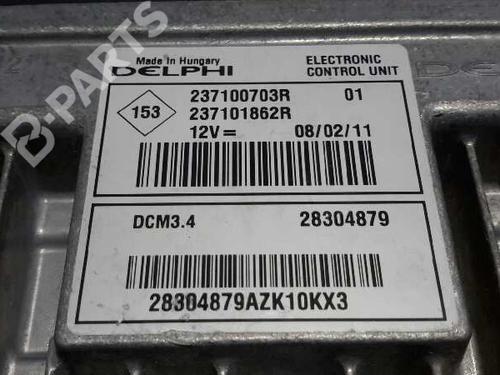 Made in Hungary
DELPHI
ELECTRONIC
CONTROL UNIT
153
237100703R 01
237101862R
12V= 08/02/11
DCM3.4 28304879
28304879AZK10KX3
B-PARTS
B-PARTS